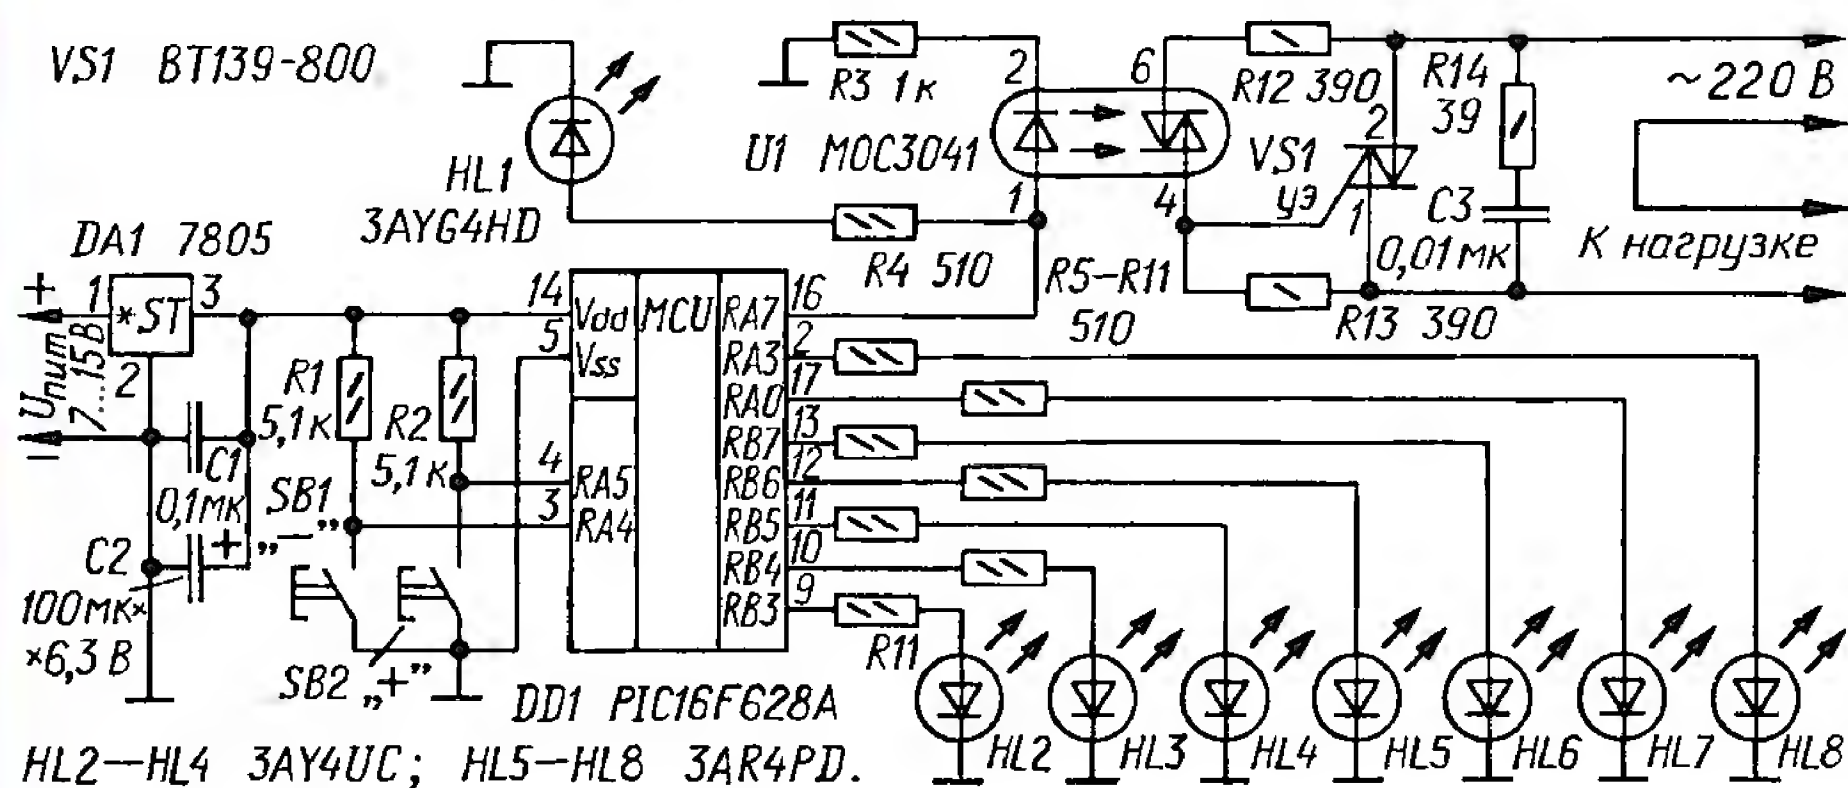 VS1 BT139-800
HL1
3AYG4HD
R3 1к
2
6
R12 390
R14
39
~220 В
U1 MOC3041
VS1
2
1
4
УЭ
1
C3
0,01мк
К нагрузке
DA1 7805
R4 510
R5–R11
510
R13 390
+
1
*ST
3
2
Uпит
7...15В
–
14
Vdd
MCU
RA7
16
5
Vss
RA3
2
RA0
17
R1
5,1к
R2
5,1к
RB7
13
RB6
12
4
RA5
3
RA4
RB5
11
RB4
10
RB3
9
C1
0,1мк
SB1
„—”
C2
+
100мк×
×6,3 В
SB2 „+”
R11
DD1 PIC16F628A
HL2
HL3
HL4
HL5
HL6
HL7
HL8
HL2—HL4 3AY4UC; HL5—HL8 3AR4PD.